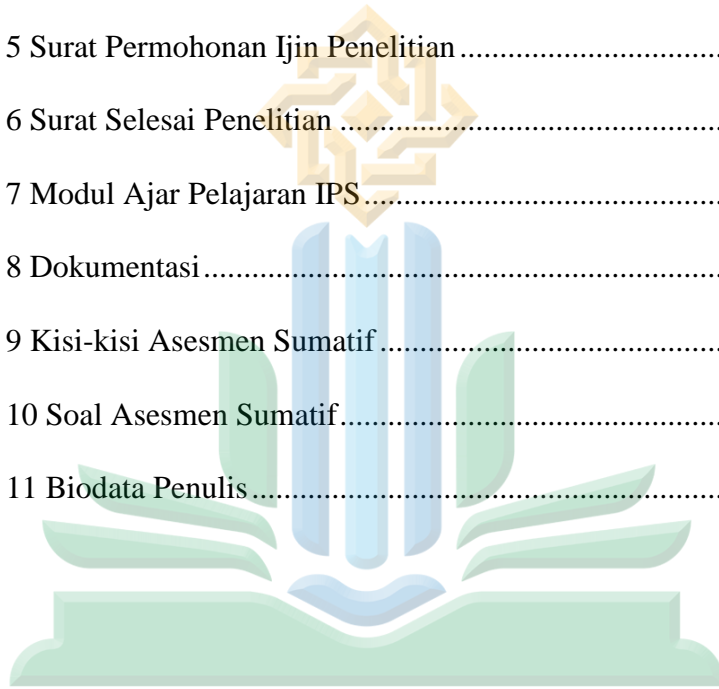 5 Surat Permohonan Ijin Penelitian ..................................
6 Surat Selesai Penelitian ..................................................
7 Modul Ajar Pelajaran IPS...............................................
8 Dokumentasi....................................................................
9 Kisi-kisi Asesmen Sumatif .............................................
10 Soal Asesmen Sumatif..................................................
11 Biodata Penulis.............................................................